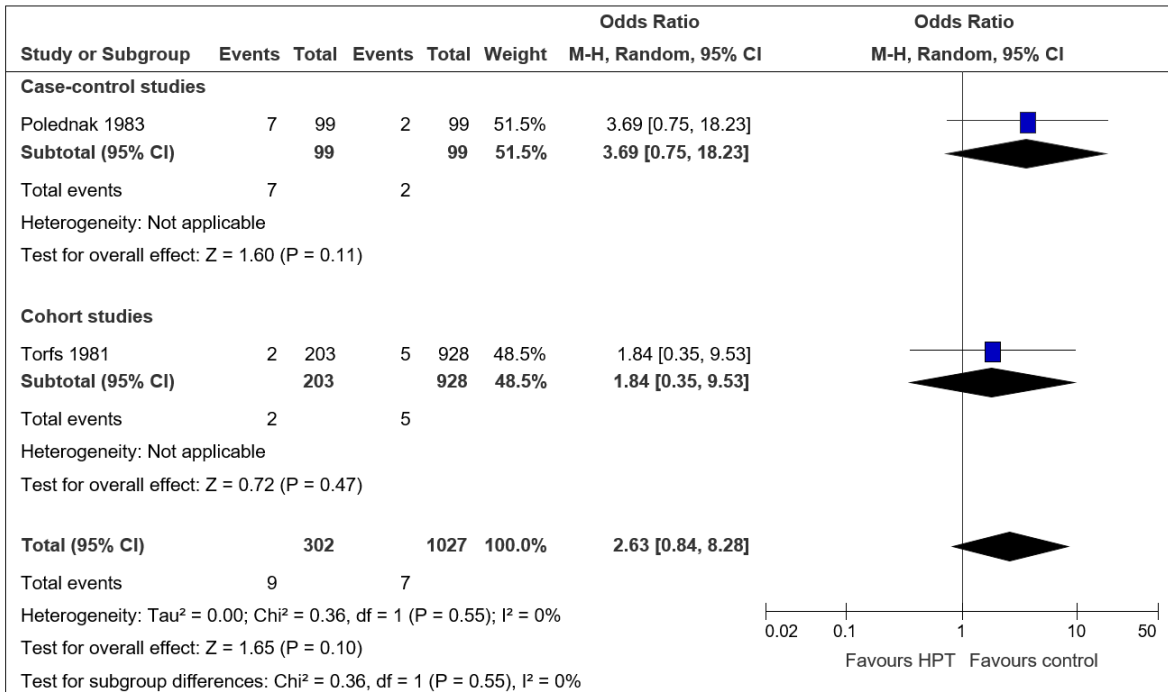 Odds Ratio Odds Ratio
Study or Subgroup Events Total Events Total Weight M-H, Random, 95% CI M-H, Random, 95% CI
Case-control studies
Polednak 1983 7 99 2 99 51.5% 3.69 [0.75, 18.23]
Subtotal (95% CI) 99 99 51.5% 3.69 [0.75, 18.23]
Total events 7 2
Heterogeneity: Not applicable
Test for overall effect: Z = 1.60 (P = 0.11)
Cohort studies
Torfs 1981 2 203 5 928 48.5% 1.84 [0.35, 9.53]
Subtotal (95% CI) 203 928 48.5% 1.84 [0.35, 9.53]
Total events 2 5
Heterogeneity: Not applicable
Test for overall effect: Z = 0.72 (P = 0.47)
Total (95% CI) 302 1027 100.0% 2.63 [0.84, 8.28]
Total events 9 7
Heterogeneity: Tau² = 0.00; Chi² = 0.36, df = 1 (P = 0.55); I² = 0%
Test for overall effect: Z = 1.65 (P = 0.10)
Test for subgroup differences: Chi² = 0.36, df = 1 (P = 0.55), I² = 0%
0.02 0.1 1 10 50
Favours HPT Favours control